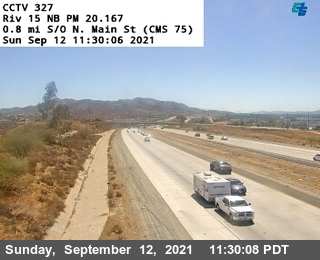 CCTV 327
Riv 15 NB PM 20.167
0.8 mi S/O N. Main St (CMS 75)
Sun Sep 12 11:30:06 2021
Sunday, September 12, 2021 11:30:08 PDT